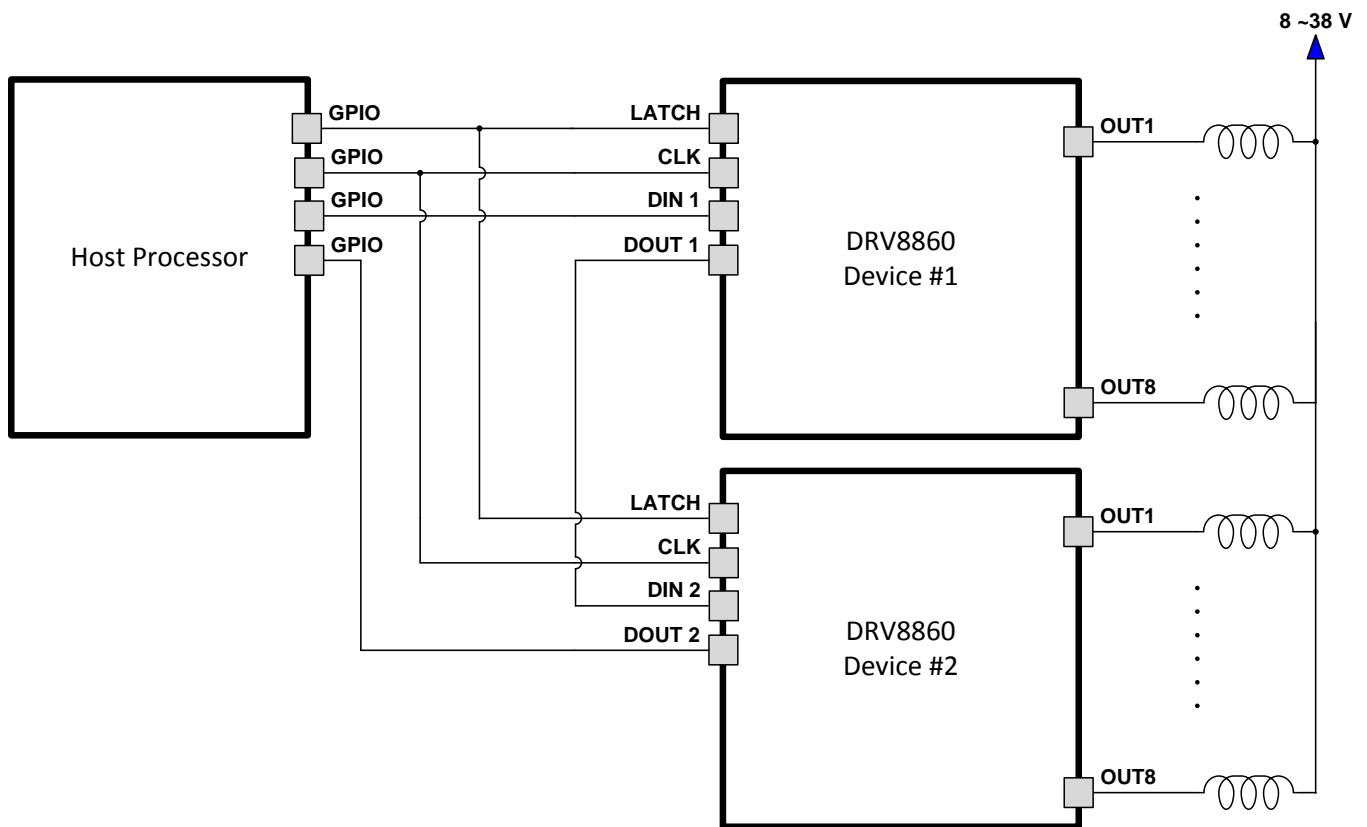 8 ~38 V
Host Processor
GPIO
GPIO
GPIO
GPIO
LATCH
CLK
DIN 1
DOUT 1
DRV8860
Device #1
OUT1
OUT8
LATCH
CLK
DIN 2
DOUT 2
DRV8860
Device #2
OUT1
OUT8